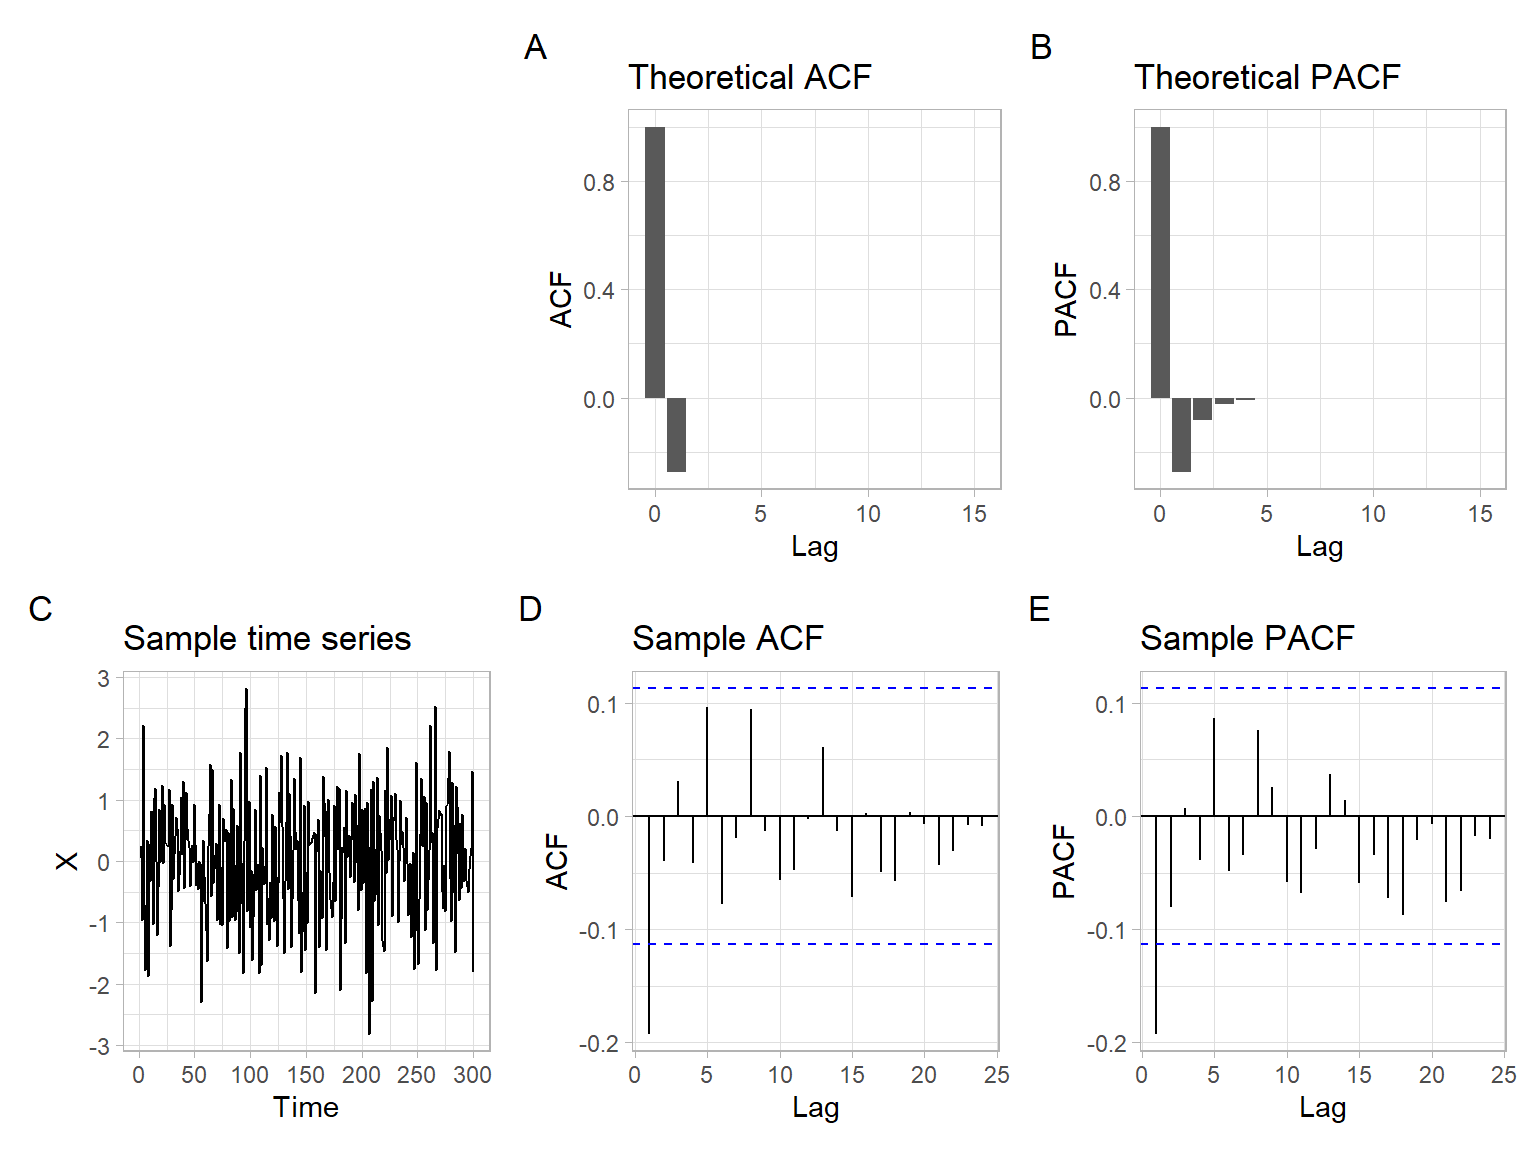 A
Theoretical ACF
ACF
0.8
0.4
0.0
0 5 10 15
Lag
B
Theoretical PACF
PACF
0.8
0.4
0.0
0 5 10 15
Lag
C
Sample time series
X
3
2
1
0
-1
-2
-3
0 50 100 150 200 250 300
Time
D
Sample ACF
ACF
0.1
0.0
-0.1
-0.2
0 5 10 15 20 25
Lag
E
Sample PACF
PACF
0.1
0.0
-0.1
-0.2
0 5 10 15 20 25
Lag